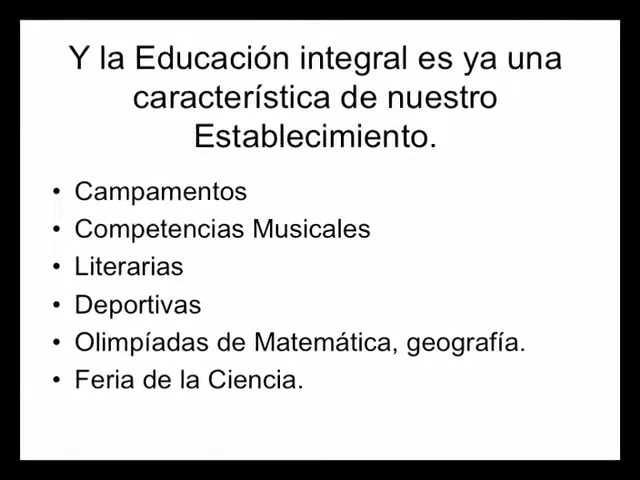 Y la Educación integral es ya una
característica de nuestro
Establecimiento.
• Campamentos
• Competencias Musicales
• Literarias
• Deportivas
• Olimpíadas de Matemática, geografía.
• Feria de la Ciencia.